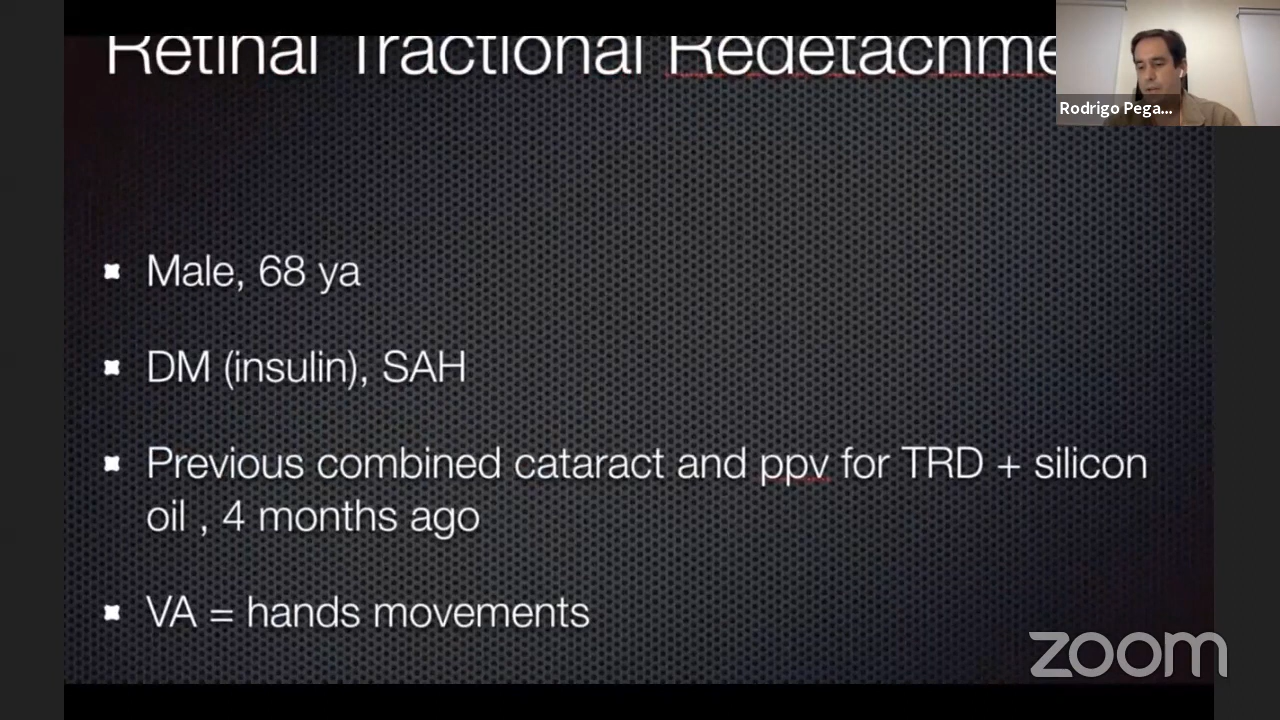 Retinal Tractional Redetachme
Rodrigo Pega...
Male, 68 ya
DM (insulin), SAH
Previous combined cataract and ppv for TRD + silicon
oil , 4 months ago
VA = hands movements
zoom